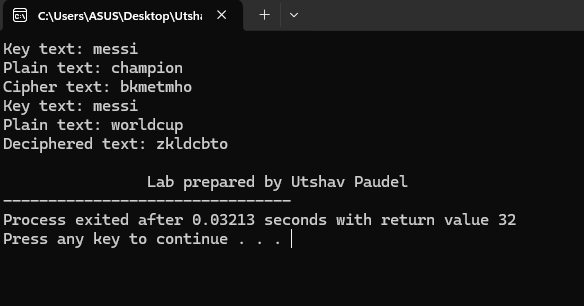 C:\Users\ASUS\Desktop\Utsha
Key text: messi
Plain text: champion
Cipher text: bkmetmho
Key text: messi
Plain text: worldcup
Deciphered text: zkldcbto
Lab prepared by Utshav Paudel
--------------------------------
Process exited after 0.03213 seconds with return value 32
Press any key to continue . . .